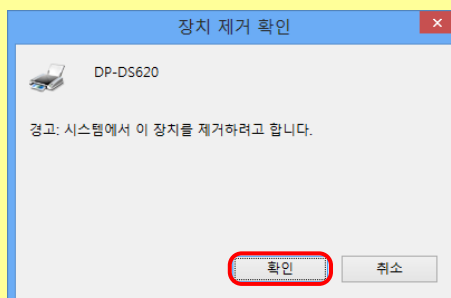 장치 제거 확인
DP-DS620
경고: 시스템에서 이 장치를 제거하려고 합니다.
확인
취소